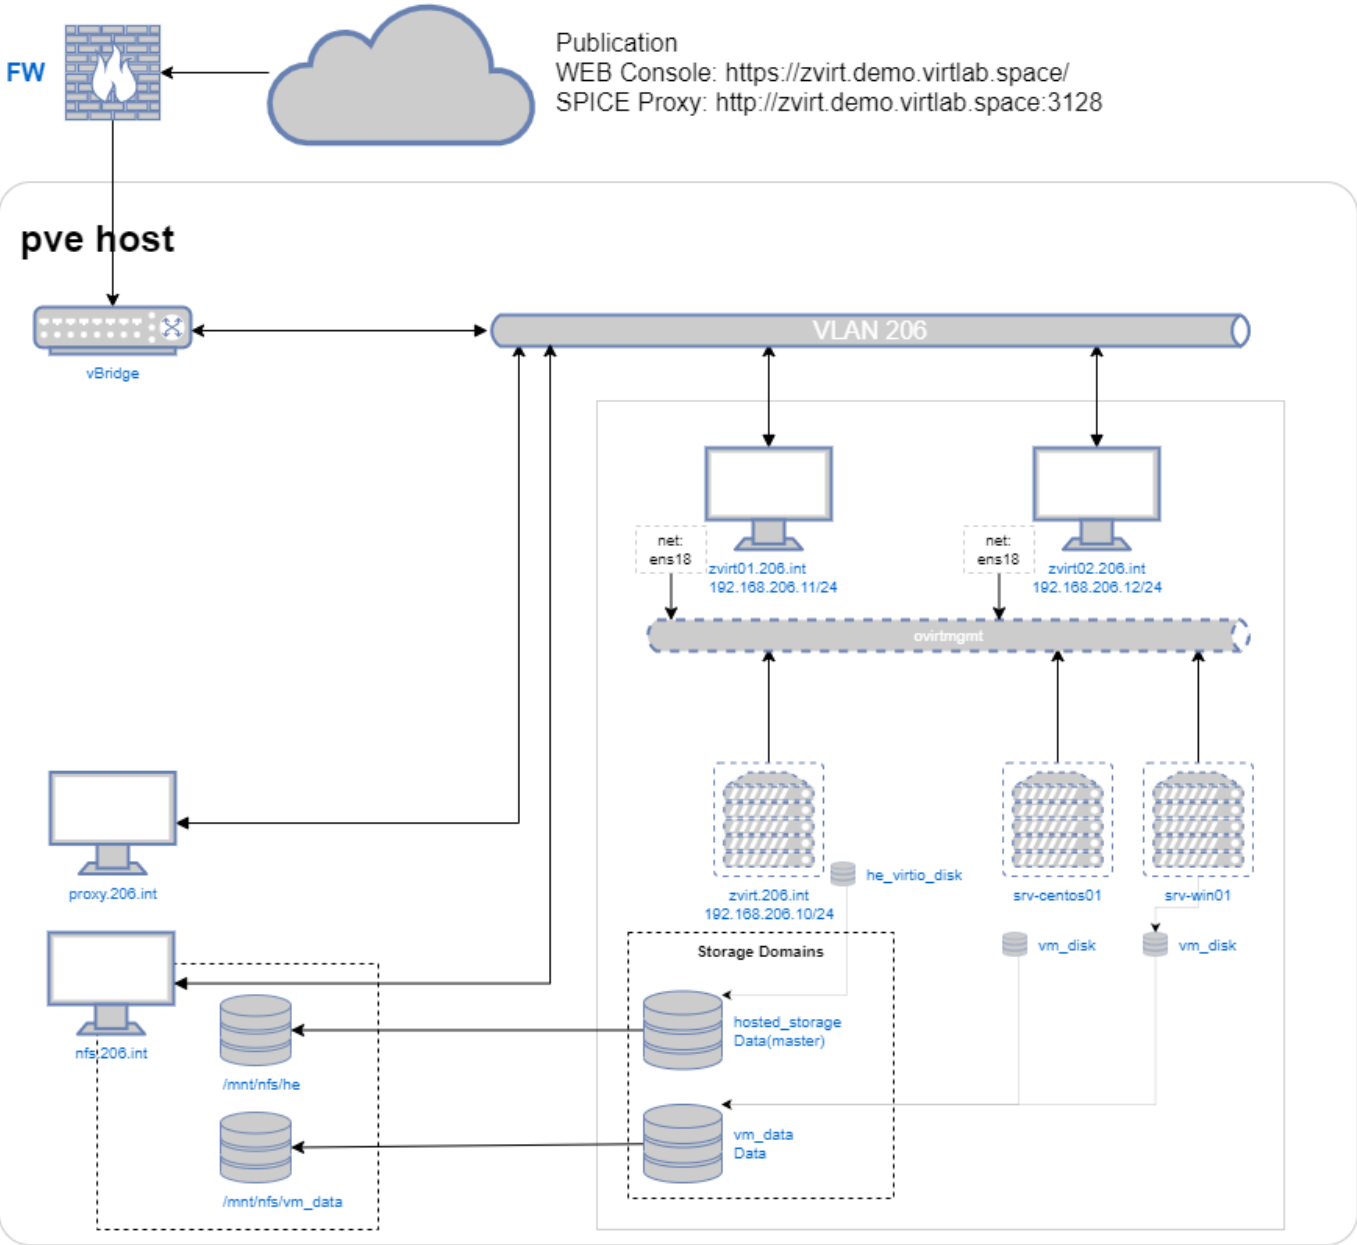 Publication
FW
WEB Console: https://zvirt.demo.virtlab.space/
SPICE Proxy: http://zvirt.demo.virtlab.space:3128
pve host
VLAN 206
vBridge
net:
ens18
net:
ens18
zvirt01.206.int
192.168.206.11/24
zvirt02.206.int
192.168.206.12/24
ovirtmgmt
proxy.206.int
he_virtio_disk
zvirt.206.int
192.168.206.10/24
srv-centos01
srv-win01
vm_disk
vm_disk
Storage Domains
hosted_storage
Data(master)
nfs.206.int
/mnt/nfs/he
vm_data
Data
/mnt/nfs/vm_data